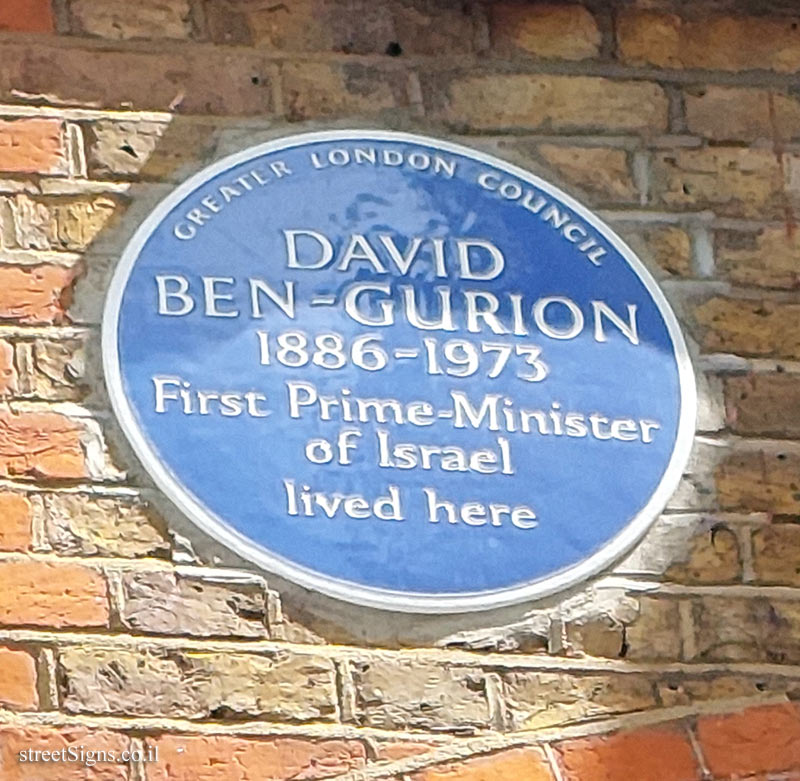 GREATER LONDON COUNCIL
DAVID
BEN-GURION
1886-1973
First Prime-Minister
of Israel
lived here
streetSigns.co.il